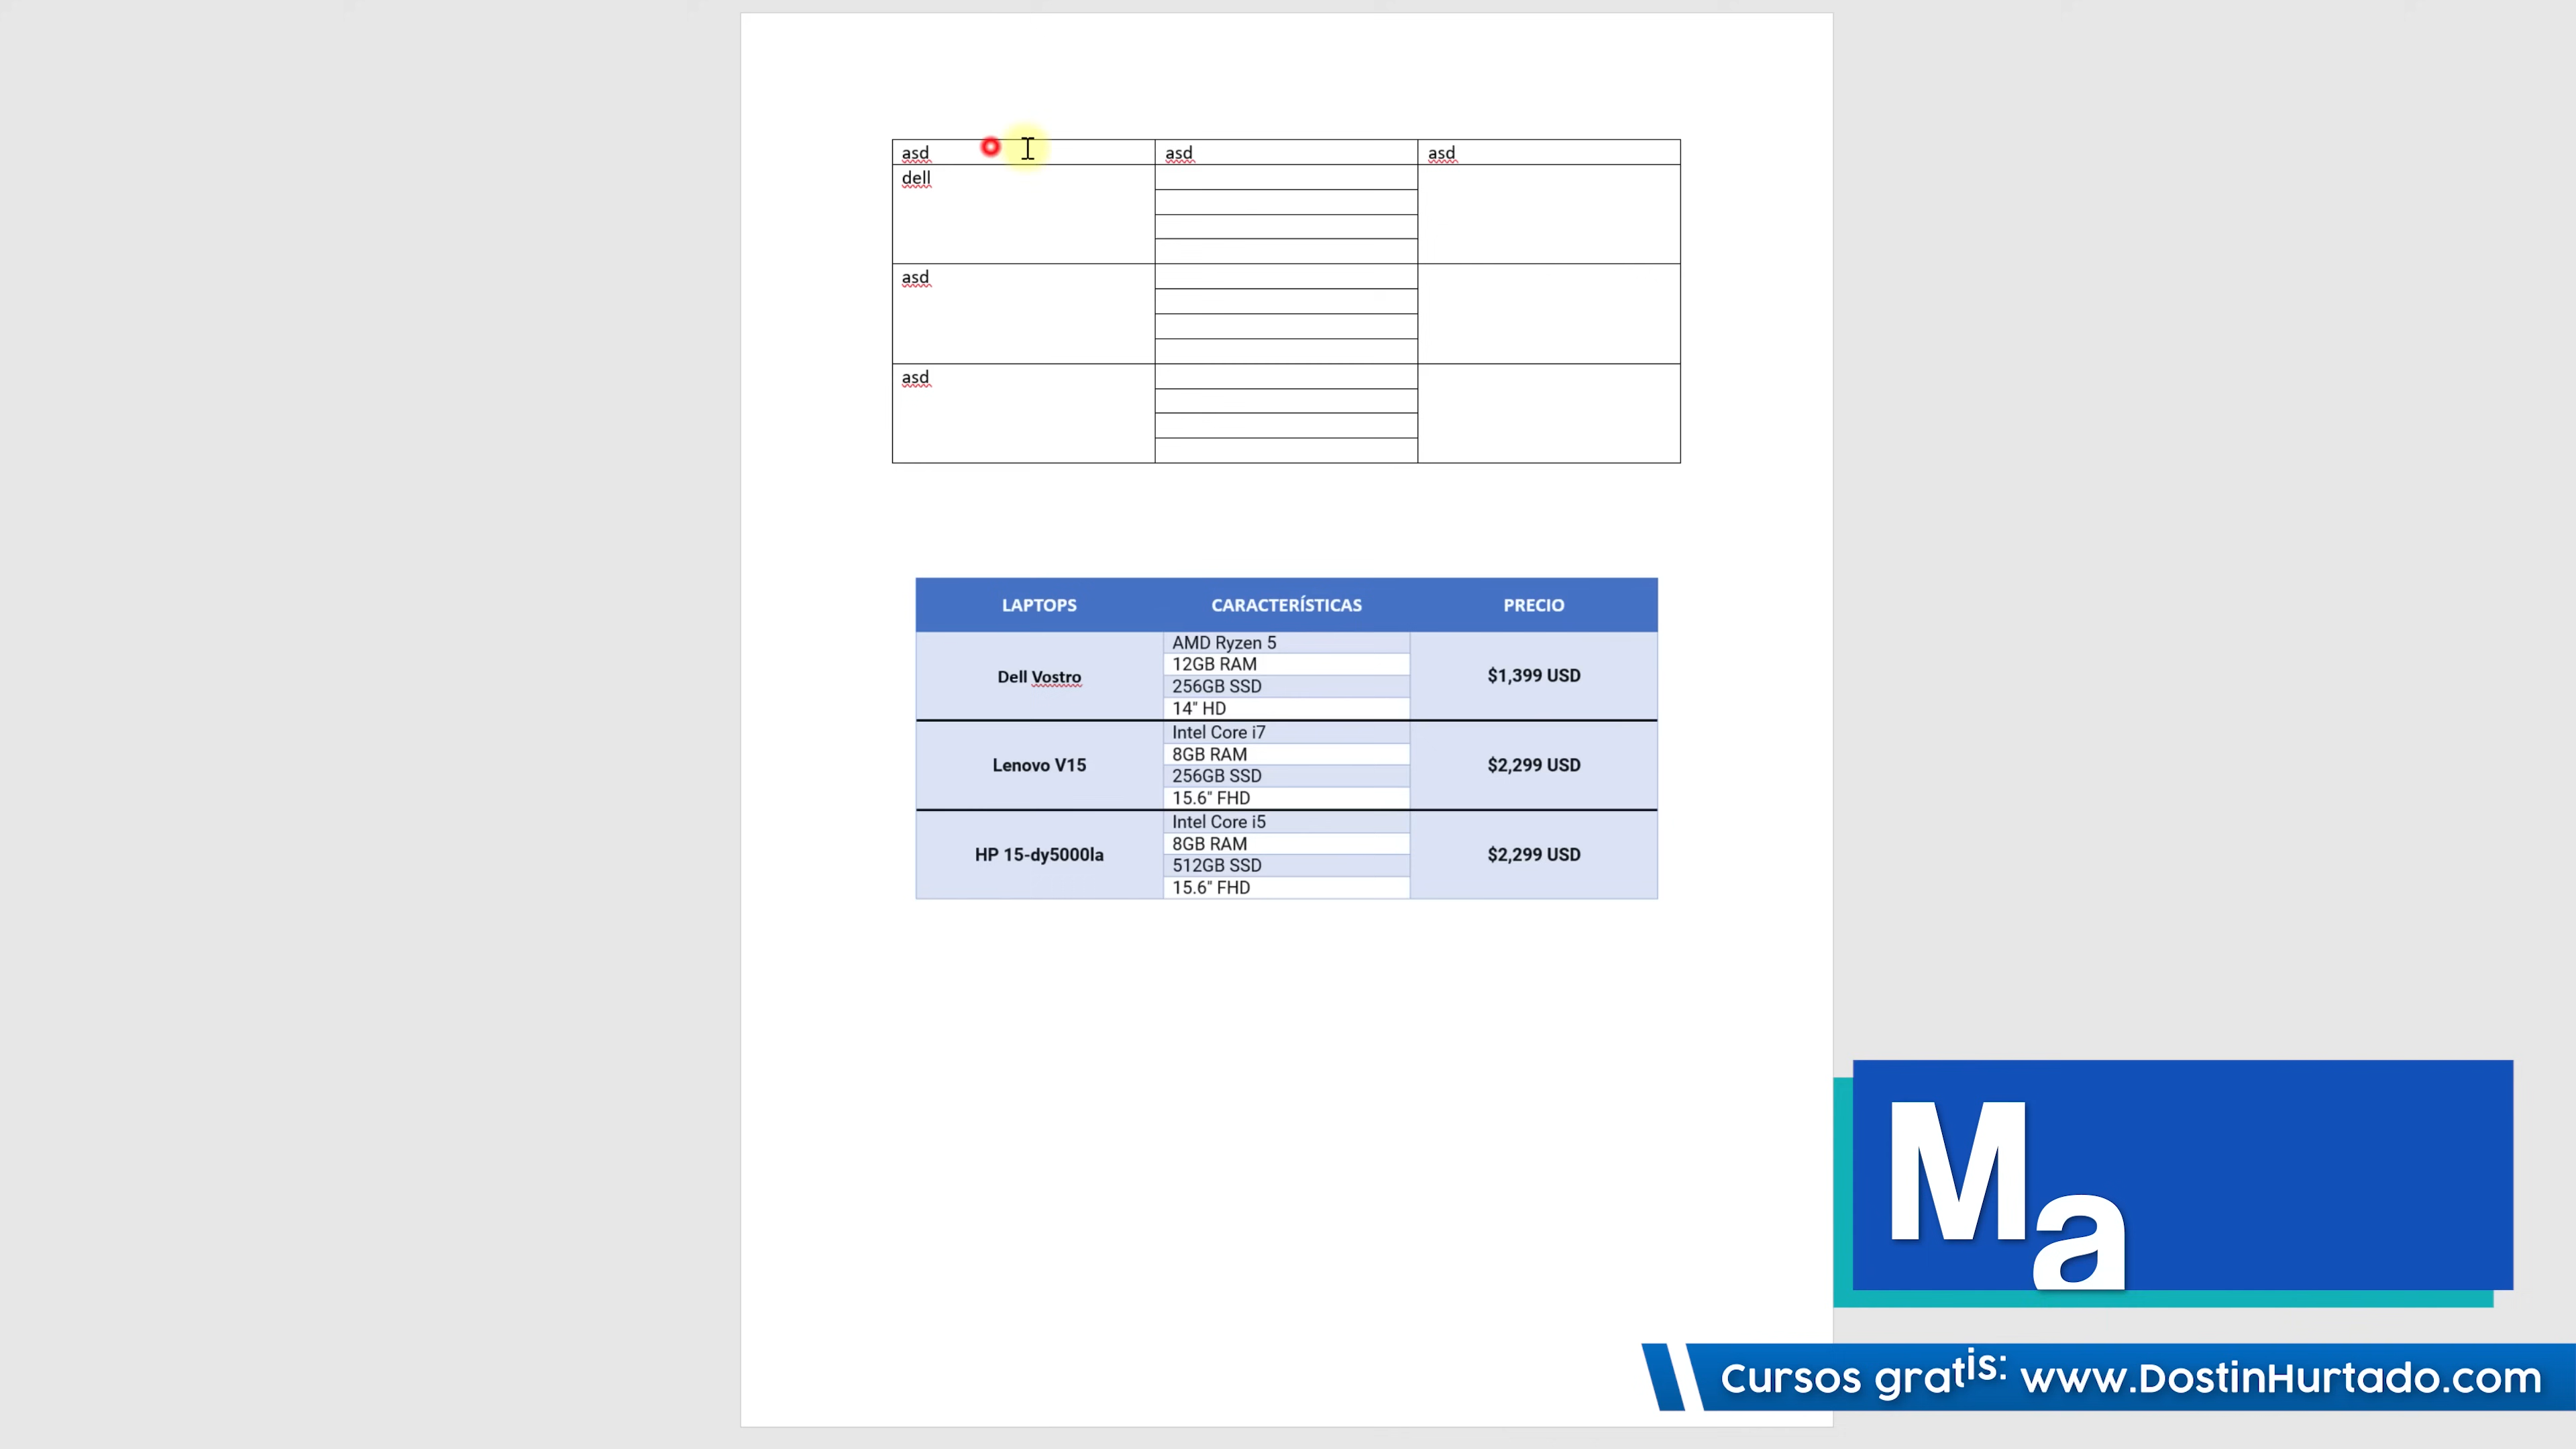 asd asd asd
dell
asd
asd
LAPTOPS CARACTERÍSTICAS PRECIO
Dell Vostro
AMD Ryzen 5
12GB RAM
256GB SSD
14" HD
$1,399 USD
Lenovo V15
Intel Core i7
8GB RAM
256GB SSD
15.6" FHD
$2,299 USD
HP 15-dy5000la
Intel Core i5
8GB RAM
512GB SSD
15.6" FHD
$2,299 USD
Ma
Cursos gratis: www.DostinHurtado.com